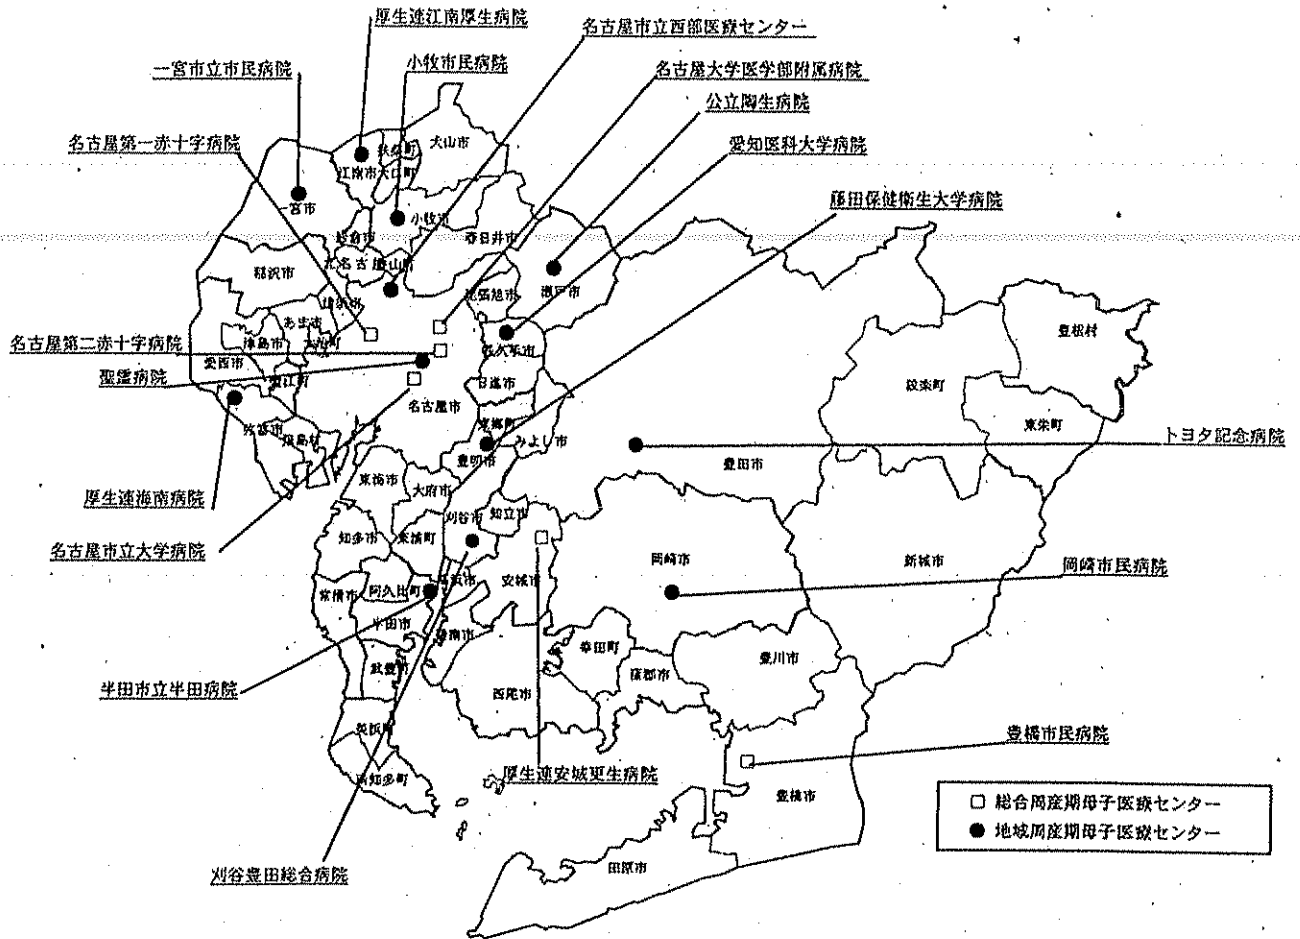 厚生連江南厚生病院
名古屋市立西部医療センター
一宮市立市民病院
小牧市民病院
名古屋大学医学部附属病院
公立陶生病院
名古屋第一赤十字病院
愛知医科大学病院
藤田保健衛生大学病院
犬山市
扶桑町
江南市
大口町
一宮市
小牧市
春日井市
稲沢市
瀬戸市
尾張旭市
あま市
津島市
愛西市
長久手市
日進市
名古屋市
東郷町
みよし市
豊明市
弥富市
飛島村
名古屋第二赤十字病院
聖霊病院
豊根村
設楽町
東栄町
トヨタ記念病院
豊田市
東海市
大府市
厚生連海南病院
刈谷市
知立市
知多市
東浦町
名古屋市立大学病院
岡崎市
新城市
安城市
岡崎市民病院
常滑市
阿久比町
半田市
碧南市
武豊町
幸田町
豊川市
蒲郡市
西尾市
半田市立半田病院
美浜町
南知多町
厚生連安城更生病院
豊橋市民病院
豊橋市
田原市
刈谷豊田総合病院
□ 総合周産期母子医療センター
● 地域周産期母子医療センター